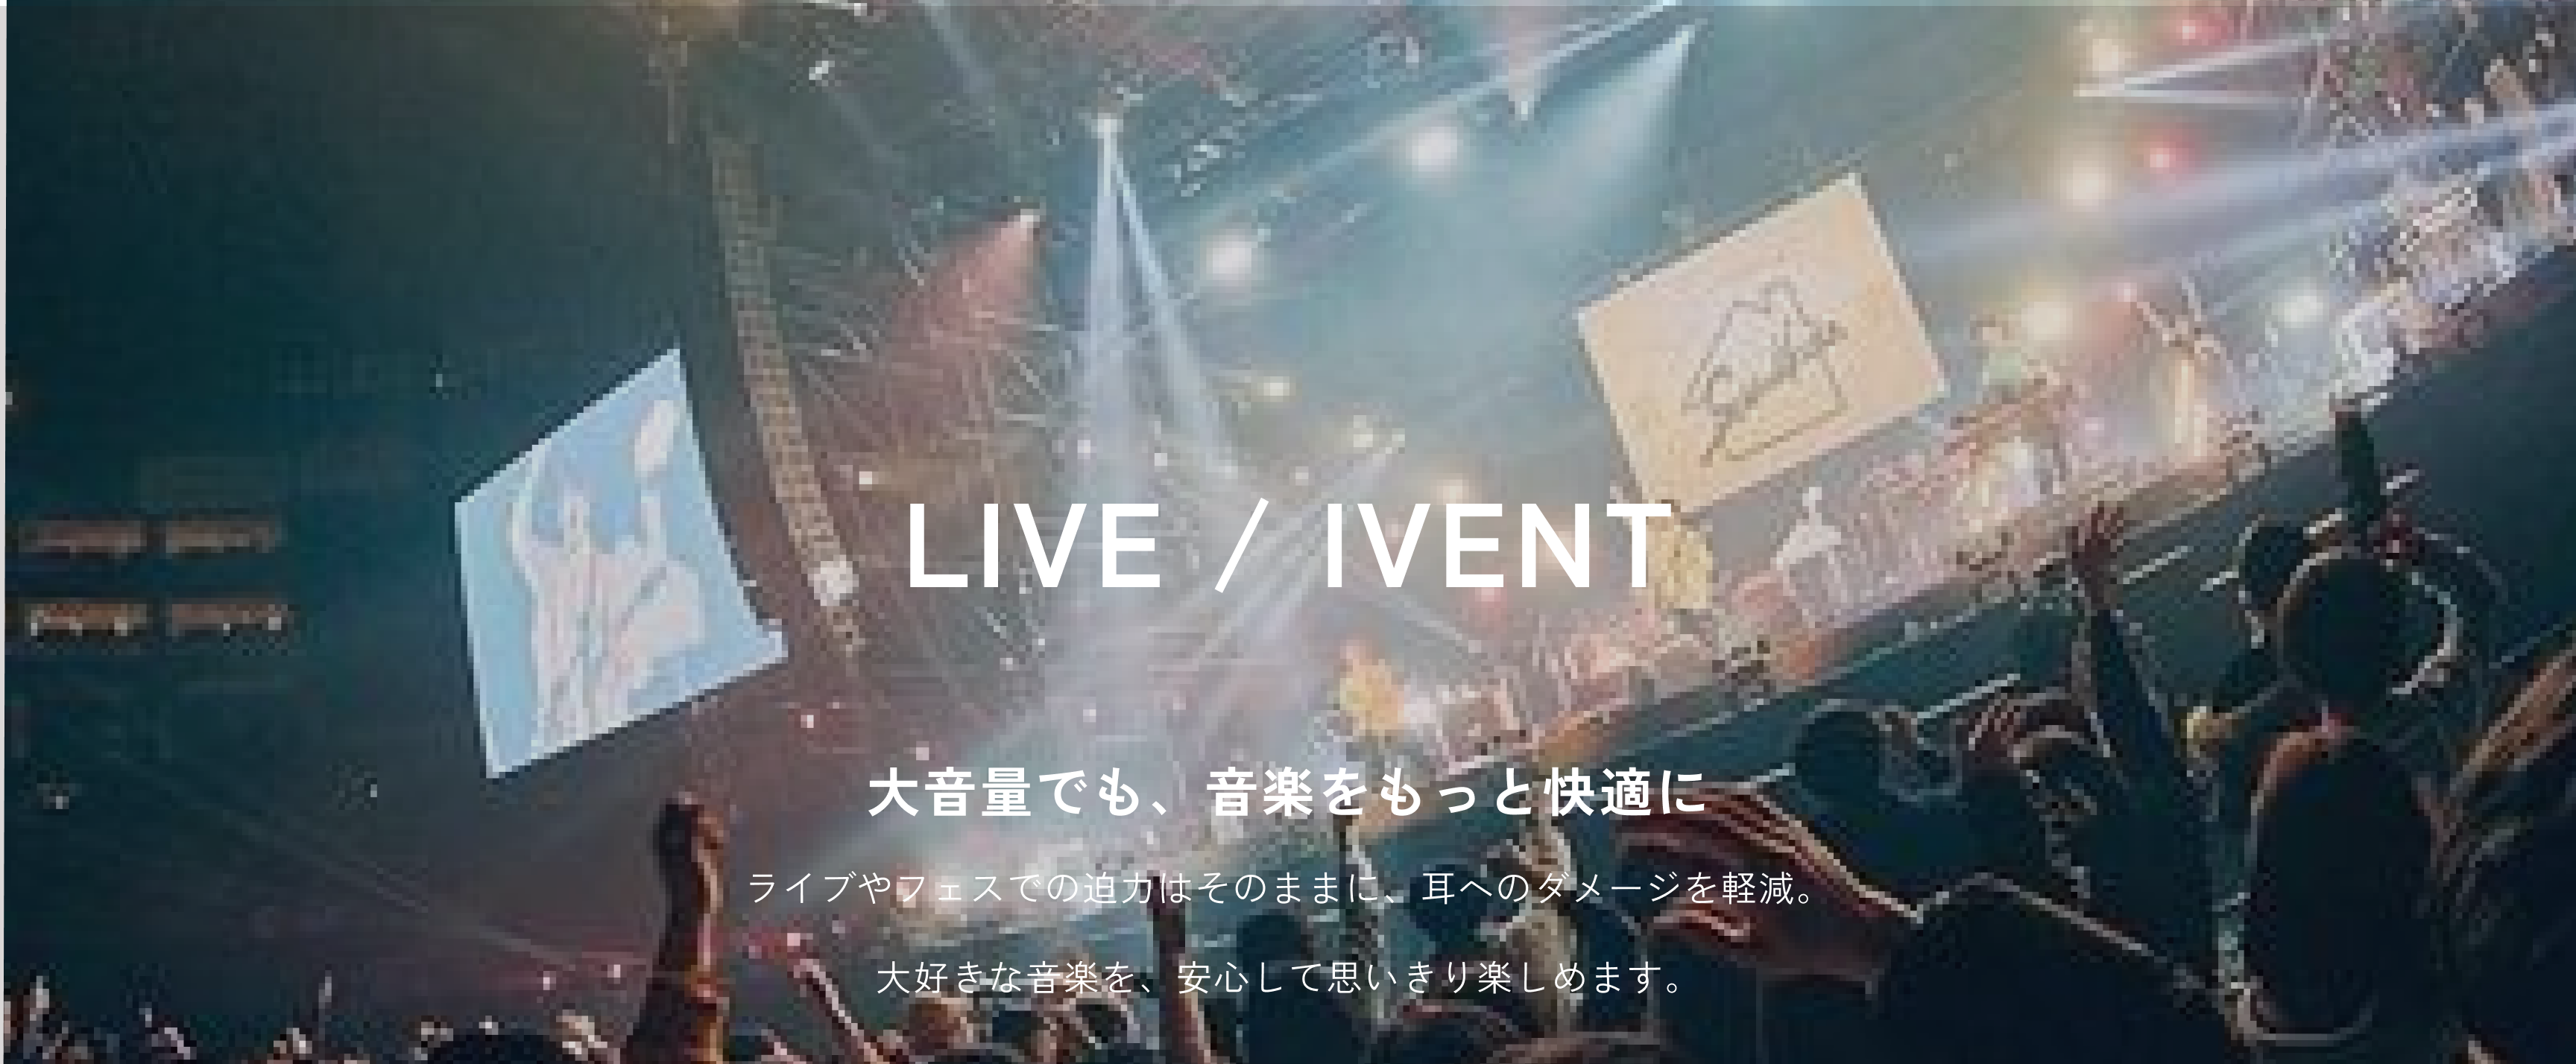 LIVE / IVENT
大音量でも、音楽をもっと快適に
ライブやフェスでの迫力はそのままに、耳へのダメージを軽減。
大好きな音楽を、安心して思いきり楽しめます。